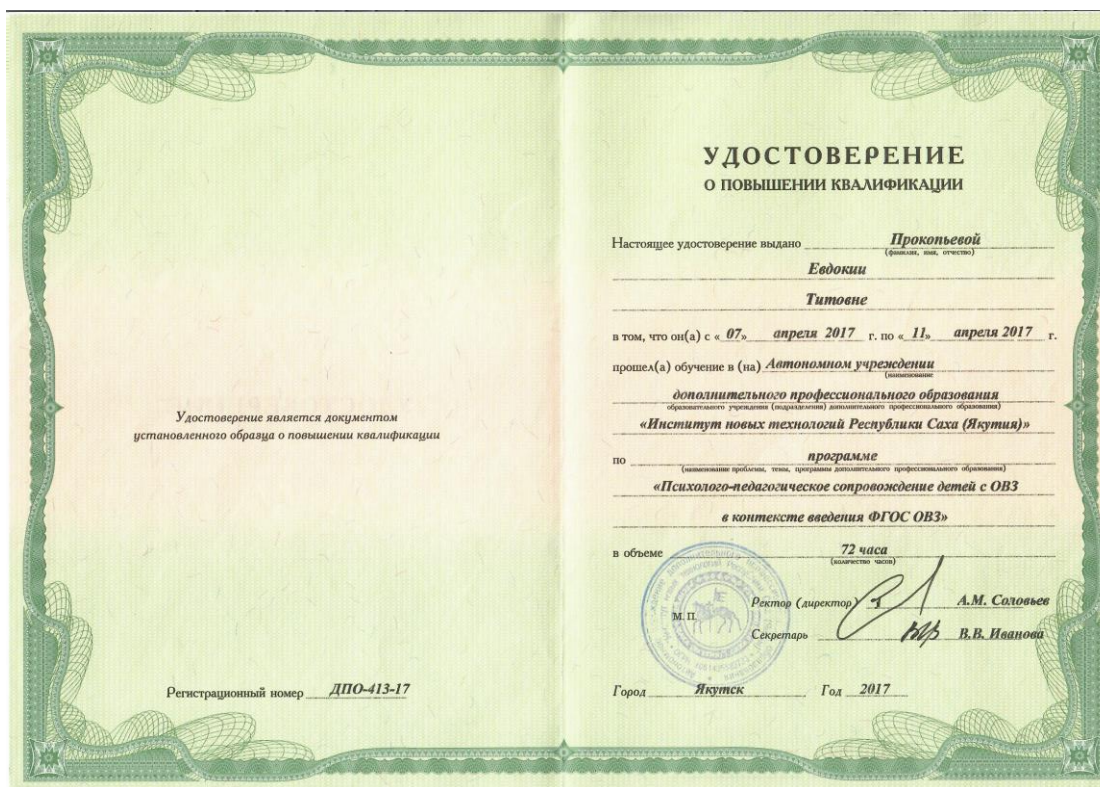 Удостоверение является документом
установленного образца о повышении квалификации
Регистрационный номер ДПО-413-17
УДОСТОВЕРЕНИЕ
О ПОВЫШЕНИИ КВАЛИФИКАЦИИ
Настоящее удостоверение выдано Прокопьевой
(фамилия, имя, отчество)
Евдокии
Титовне
в том, что он(а) с « 07» апреля 2017 г. по « 11» апреля 2017 г.
прошел(а) обучение в (на) Автономном учреждении
(наименование
дополнительного профессионального образования
образовательного учреждения (подразделения) дополнительного профессионального образования)
«Институт новых технологий Республики Саха (Якутия)»
по программе
(наименование проблемы, темы, программы дополнительного профессионального образования)
«Психолого-педагогическое сопровождение детей с ОВЗ
в контексте введения ФГОС ОВЗ»
в объеме 72 часа
(количество часов)
Ректор (директор) А.М. Соловьев
М. П.
Секретарь В.В. Иванова
Город Якутск Год 2017